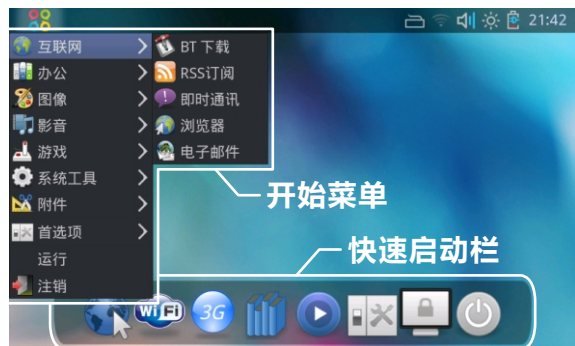 21:42
互联网
办公
图像
影音
游戏
系统工具
附件
首选项
运行
注销
BT 下载
RSS订阅
即时通讯
浏览器
电子邮件
开始菜单
快速启动栏
Wi Fi
3G